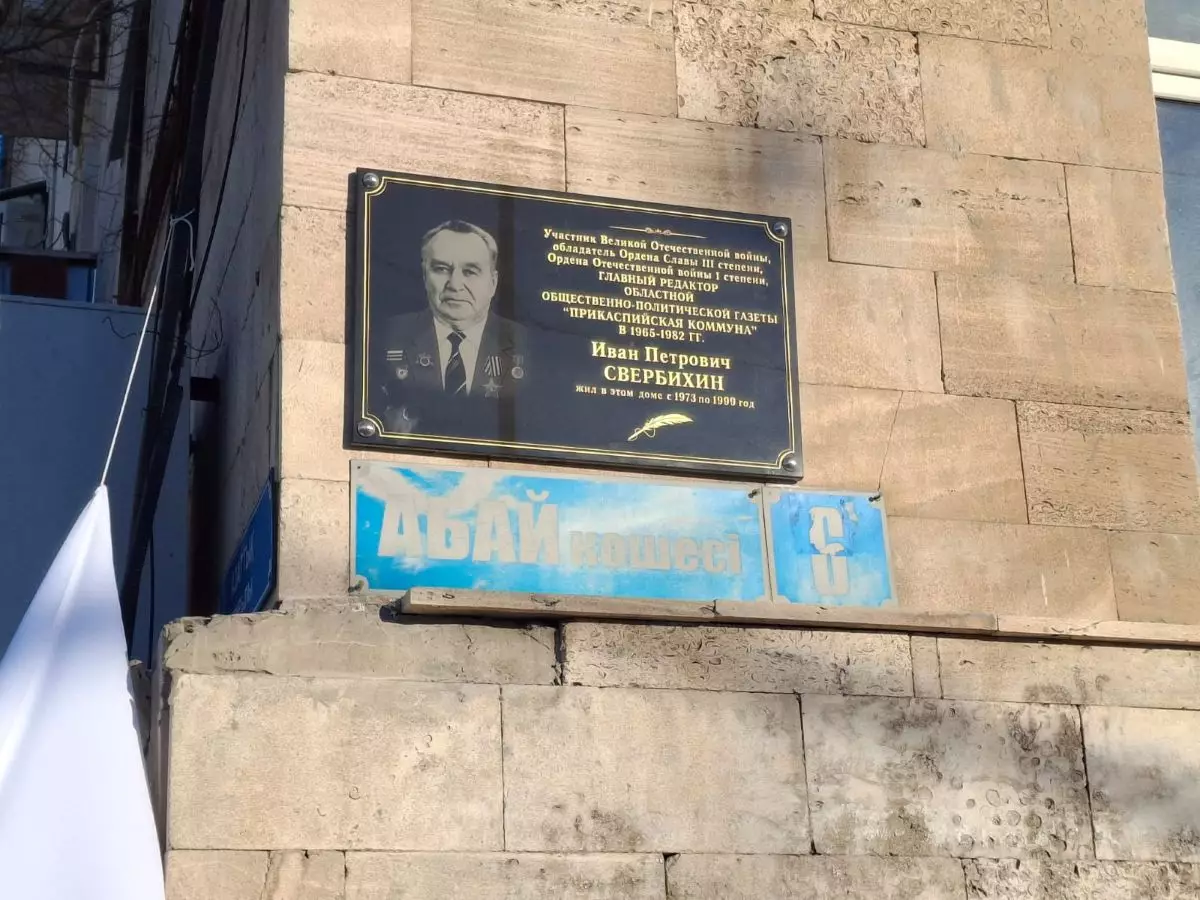 Участник Великой Отечественной войны,
обладатель Ордена Славы III степени,
Ордена Отечественной войны I степени,
ГЛАВНЫЙ РЕДАКТОР
ОБЛАСТНОЙ
ОБЩЕСТВЕННО-ПОЛИТИЧЕСКОЙ ГАЗЕТЫ
"ПРИКАСПИЙСКАЯ КОММУНА"
В 1965-1982 ГГ.
Иван Петрович
СВЕРБИХИН
жил в этом доме с 1973 по 1999 год
АБАЙ көшесі